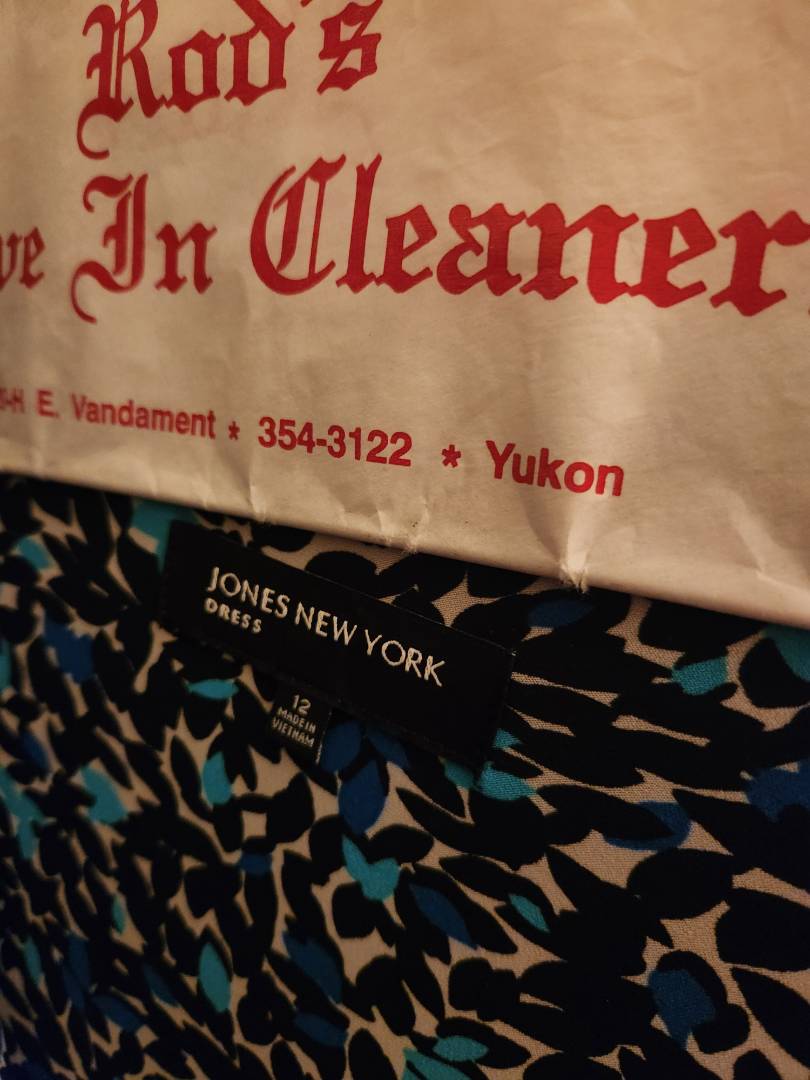 Rod's
ve In Cleaner
E. Vandament * 354-3122 * Yukon
JONES NEW YORK
DRESS
12
MADE IN
VIETNAM